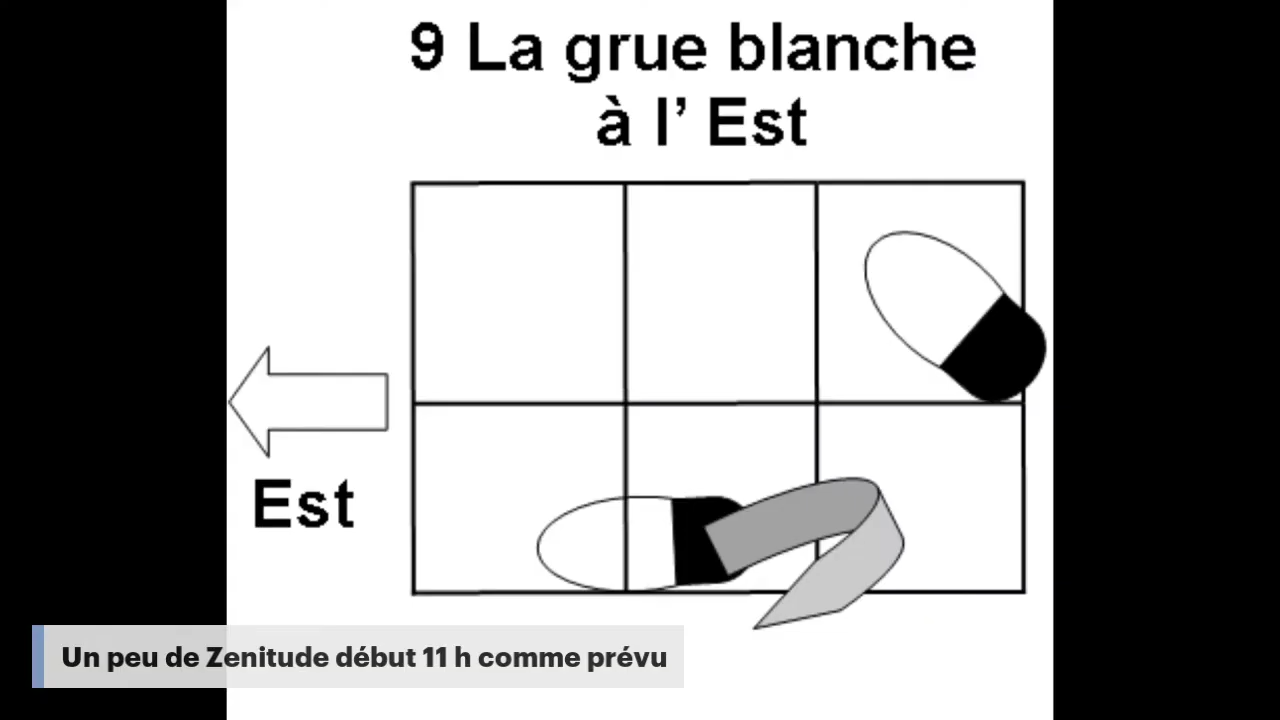 9 La grue blanche
à l’ Est
Est
Un peu de Zenitude début 11 h comme prévu